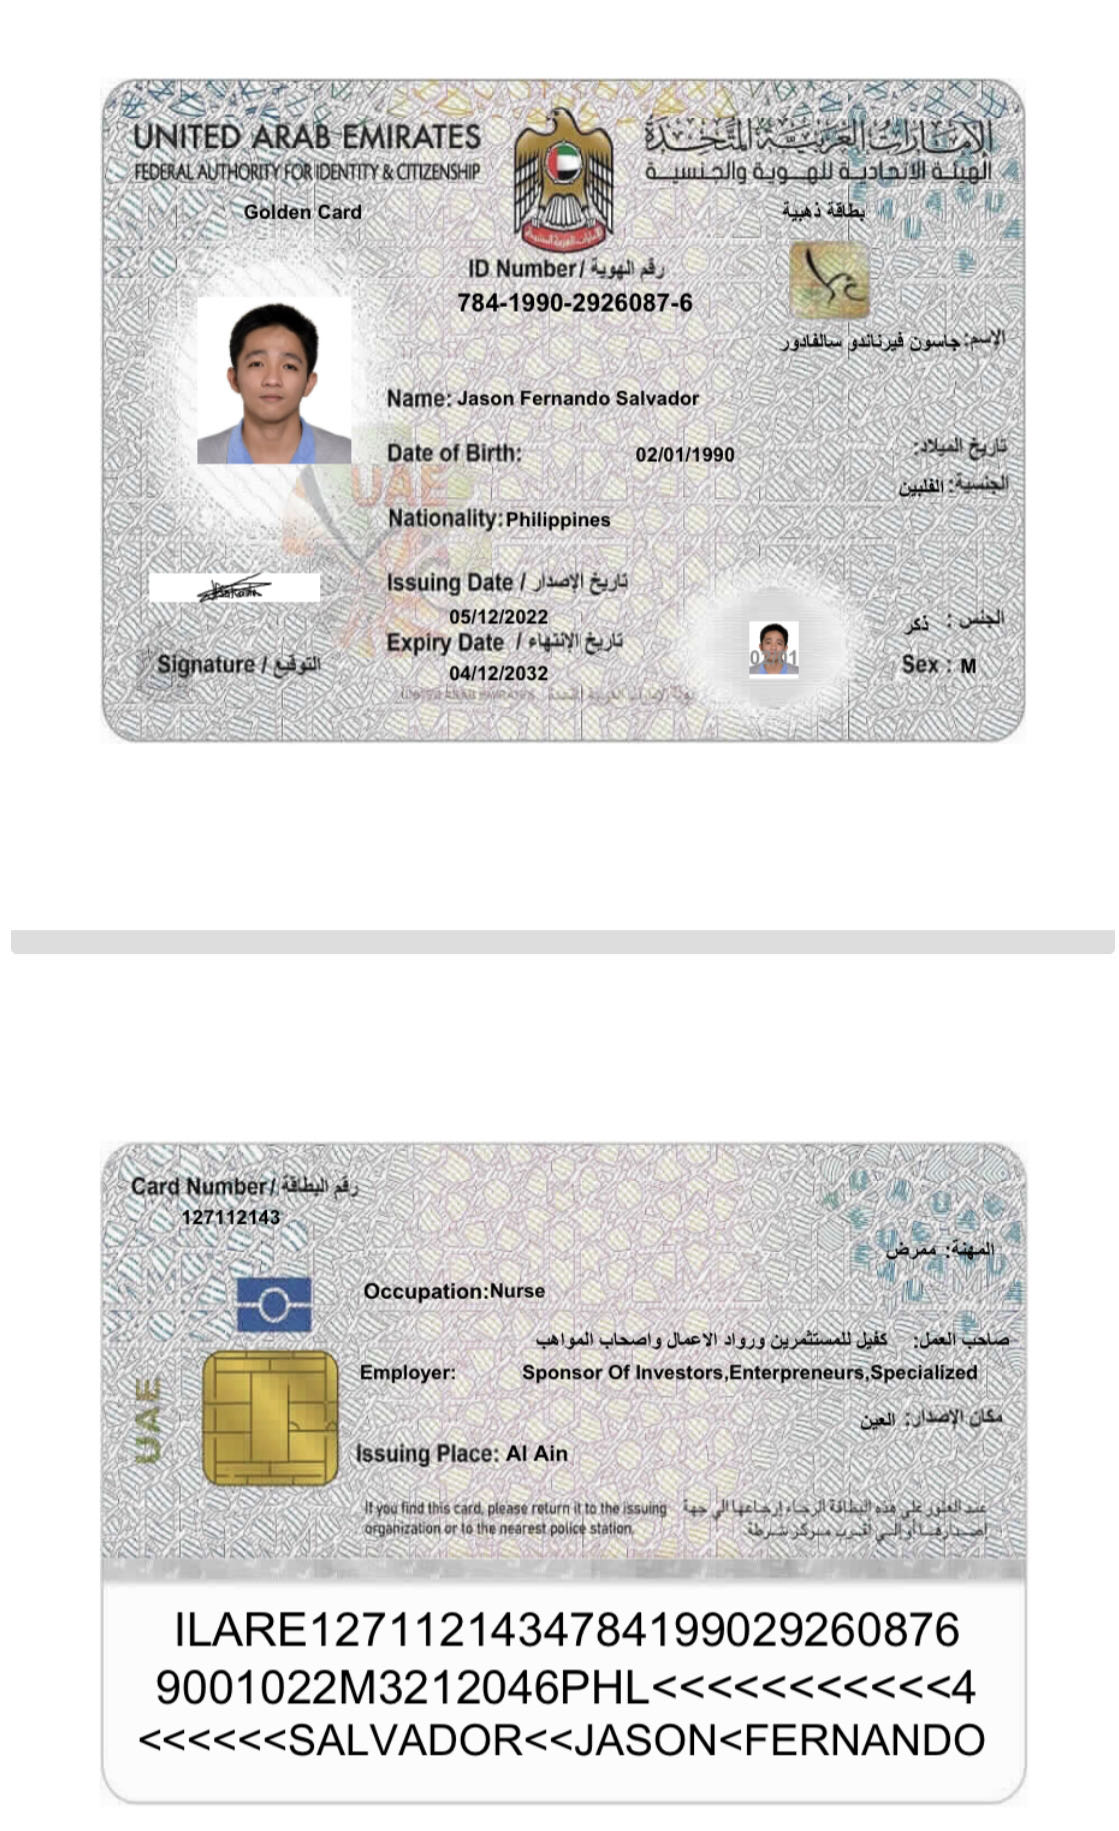 UNITED ARAB EMIRATES
الإمارات العربية المتحدة
FEDERAL AUTHORITY FOR IDENTITY & CITIZENSHIP
الهيئة الاتحادية للهوية والجنسية
Golden Card
بطاقة ذهبية
ID Number / رقم الهوية
784-1990-2926087-6
الإسم: جاسون فيرناندو سالفادور
Name: Jason Fernando Salvador
Date of Birth: 02/01/1990
تاريخ الميلاد:
الجنسية: الفلبين
UAE
Nationality: Philippines
Issuing Date / تاريخ الإصدار
05/12/2022
Expiry Date / تاريخ الانتهاء
04/12/2032
الجنس : ذكر
Sex : M
Signature / التوقيع
Card Number / رقم البطاقة
127112143
المهنة: ممرض
Occupation:Nurse
صاحب العمل: كفيل للمستثمرين ورواد الاعمال واصحاب المواهب
Employer: Sponsor Of Investors,Enterpreneurs,Specialized
UAE
مكان الإصدار: العين
Issuing Place: Al Ain
If you find this card, please return it to the issuing
organization or to the nearest police station.
عند العثور على هذه البطاقة الرجاء إرجاعها الي جهة
إصدارها أو الي أقرب مركز شرطة
ILARE1271121434784199029260876
9001022M3212046PHL<<<<<<<<<<<4
<<<<<<SALVADOR<<JASON<FERNANDO